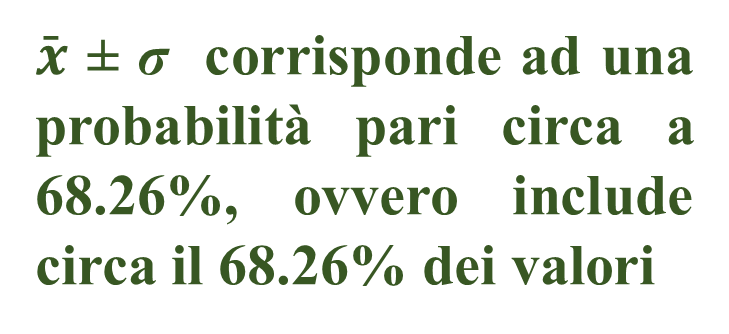 x̄ ± σ corrisponde ad una
probabilità pari circa a
68.26%, ovvero include
circa il 68.26% dei valori